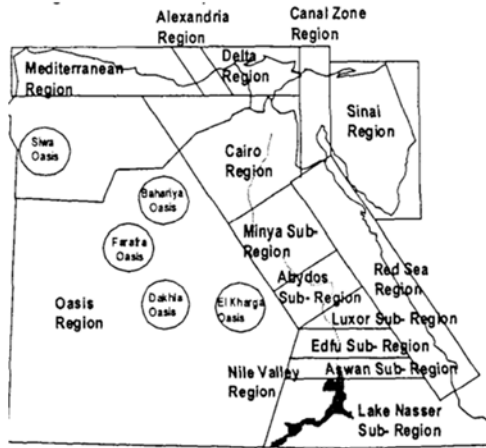 Alexandria
Region
Canal Zone
Region
Delta
Region
Mediterranean
Region
Sinai
Region
Siwa
Oasis
Cairo
Region
Bahariya
Oasis
Minya Sub-
Region
Farafra
Oasis
Abydos
Sub-Region
Red Sea
Region
Oasis
Region
Dakhla
Oasis
El Kharga
Oasis
Luxor Sub-Region
Edfu Sub-Region
Nile Valley
Region
Aswan Sub-Region
Lake Nasser
Sub-Region